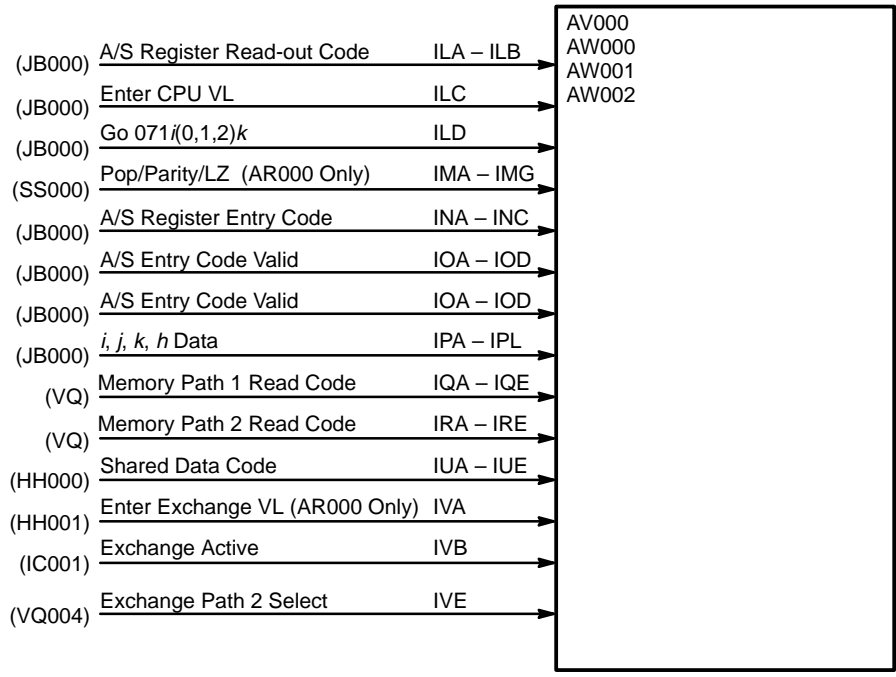 AV000
AW000
AW001
AW002
(JB000) A/S Register Read-out Code ILA – ILB
(JB000) Enter CPU VL ILC
(JB000) Go 071i(0,1,2)k ILD
(SS000) Pop/Parity/LZ (AR000 Only) IMA – IMG
(JB000) A/S Register Entry Code INA – INC
(JB000) A/S Entry Code Valid IOA – IOD
(JB000) A/S Entry Code Valid IOA – IOD
(JB000) i, j, k, h Data IPA – IPL
(VQ) Memory Path 1 Read Code IQA – IQE
(VQ) Memory Path 2 Read Code IRA – IRE
(HH000) Shared Data Code IUA – IUE
(HH001) Enter Exchange VL (AR000 Only) IVA
(IC001) Exchange Active IVB
(VQ004) Exchange Path 2 Select IVE